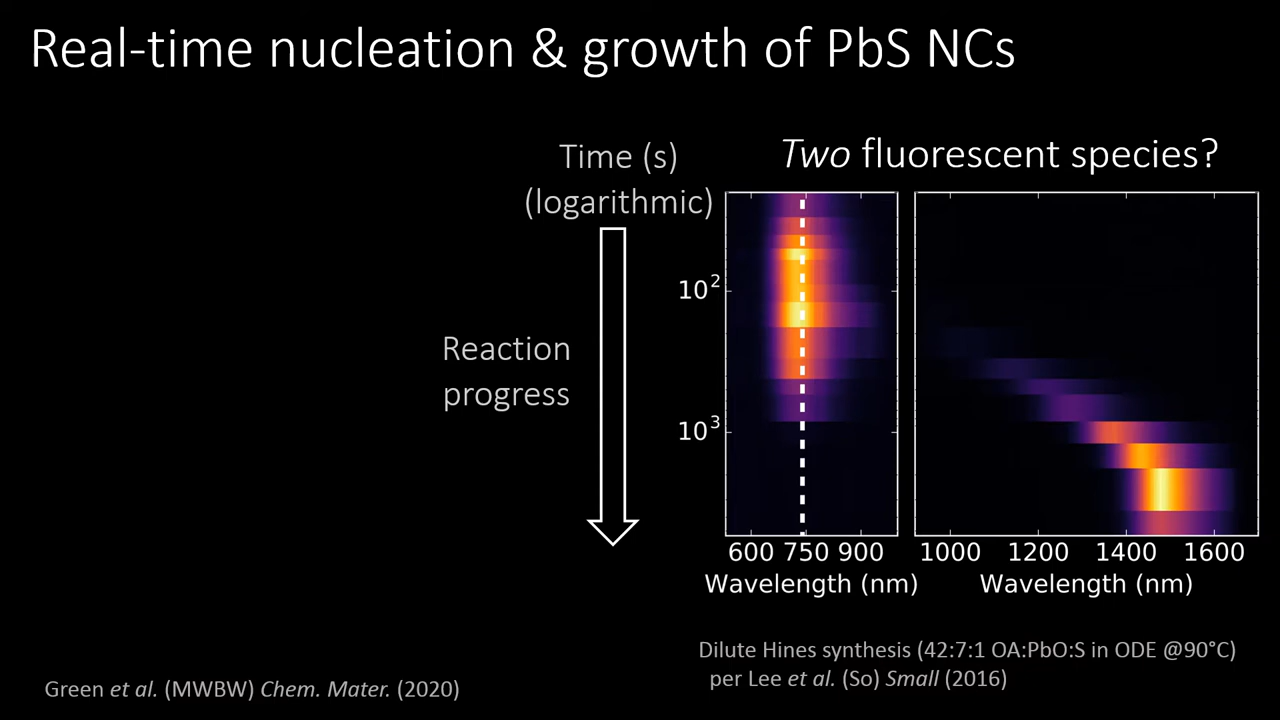 Real-time nucleation & growth of PbS NCs
Time (s)
(logarithmic)
Two fluorescent species?
10²
10³
Reaction
progress
600 750 900
Wavelength (nm)
1000 1200 1400 1600
Wavelength (nm)
Dilute Hines synthesis (42:7:1 OA:PbO:S in ODE @90°C)
per Lee et al. (So) Small (2016)
Green et al. (MWBW) Chem. Mater. (2020)